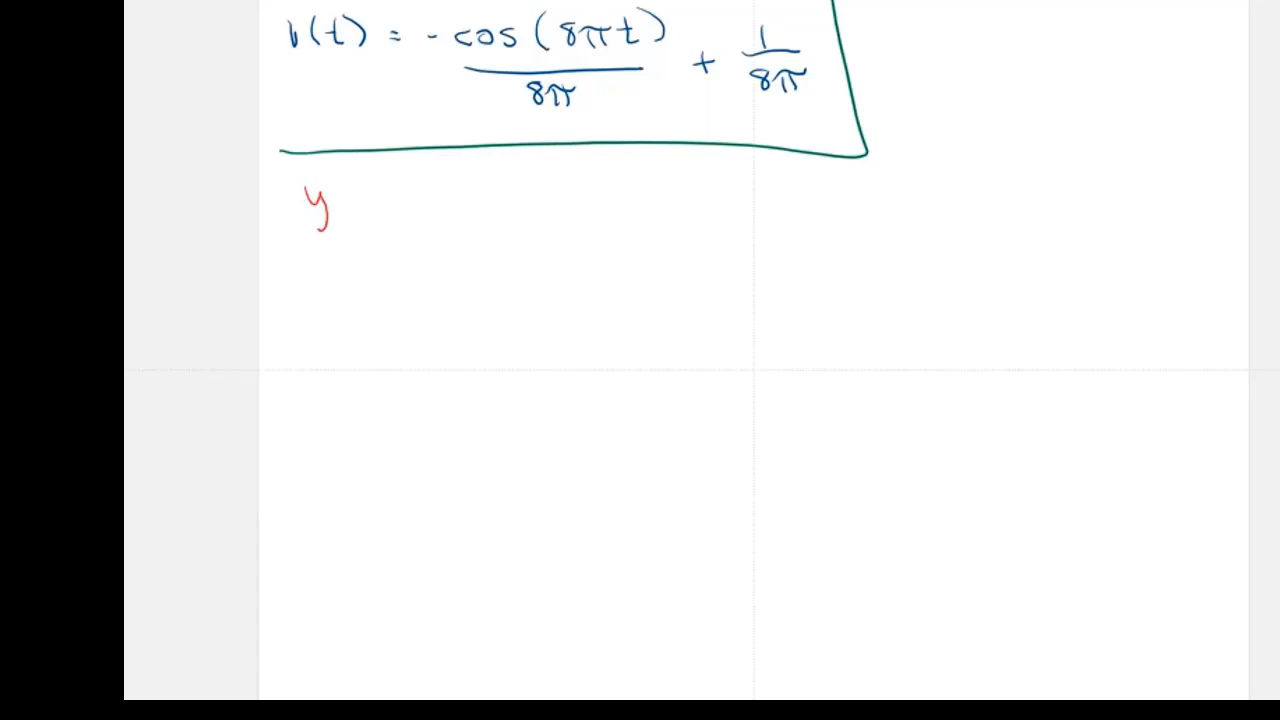 v(t) = - cos(8πt)/8π + 1/8π
y